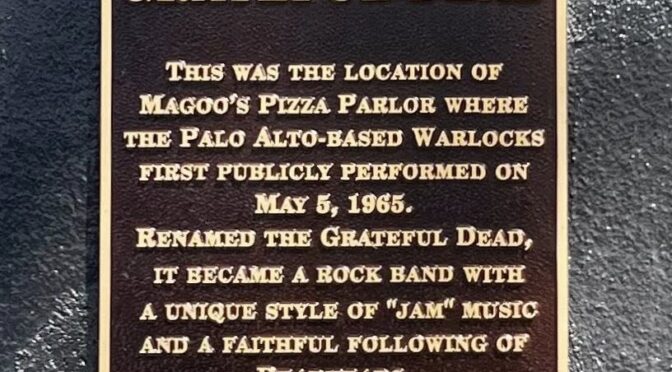 THIS WAS THE LOCATION OF
MAGOO'S PIZZA PARLOR WHERE
THE PALO ALTO-BASED WARLOCKS
FIRST PUBLICLY PERFORMED ON
MAY 5, 1965.
RENAMED THE GRATEFUL DEAD,
IT BECAME A ROCK BAND WITH
A UNIQUE STYLE OF "JAM" MUSIC
AND A FAITHFUL FOLLOWING OF